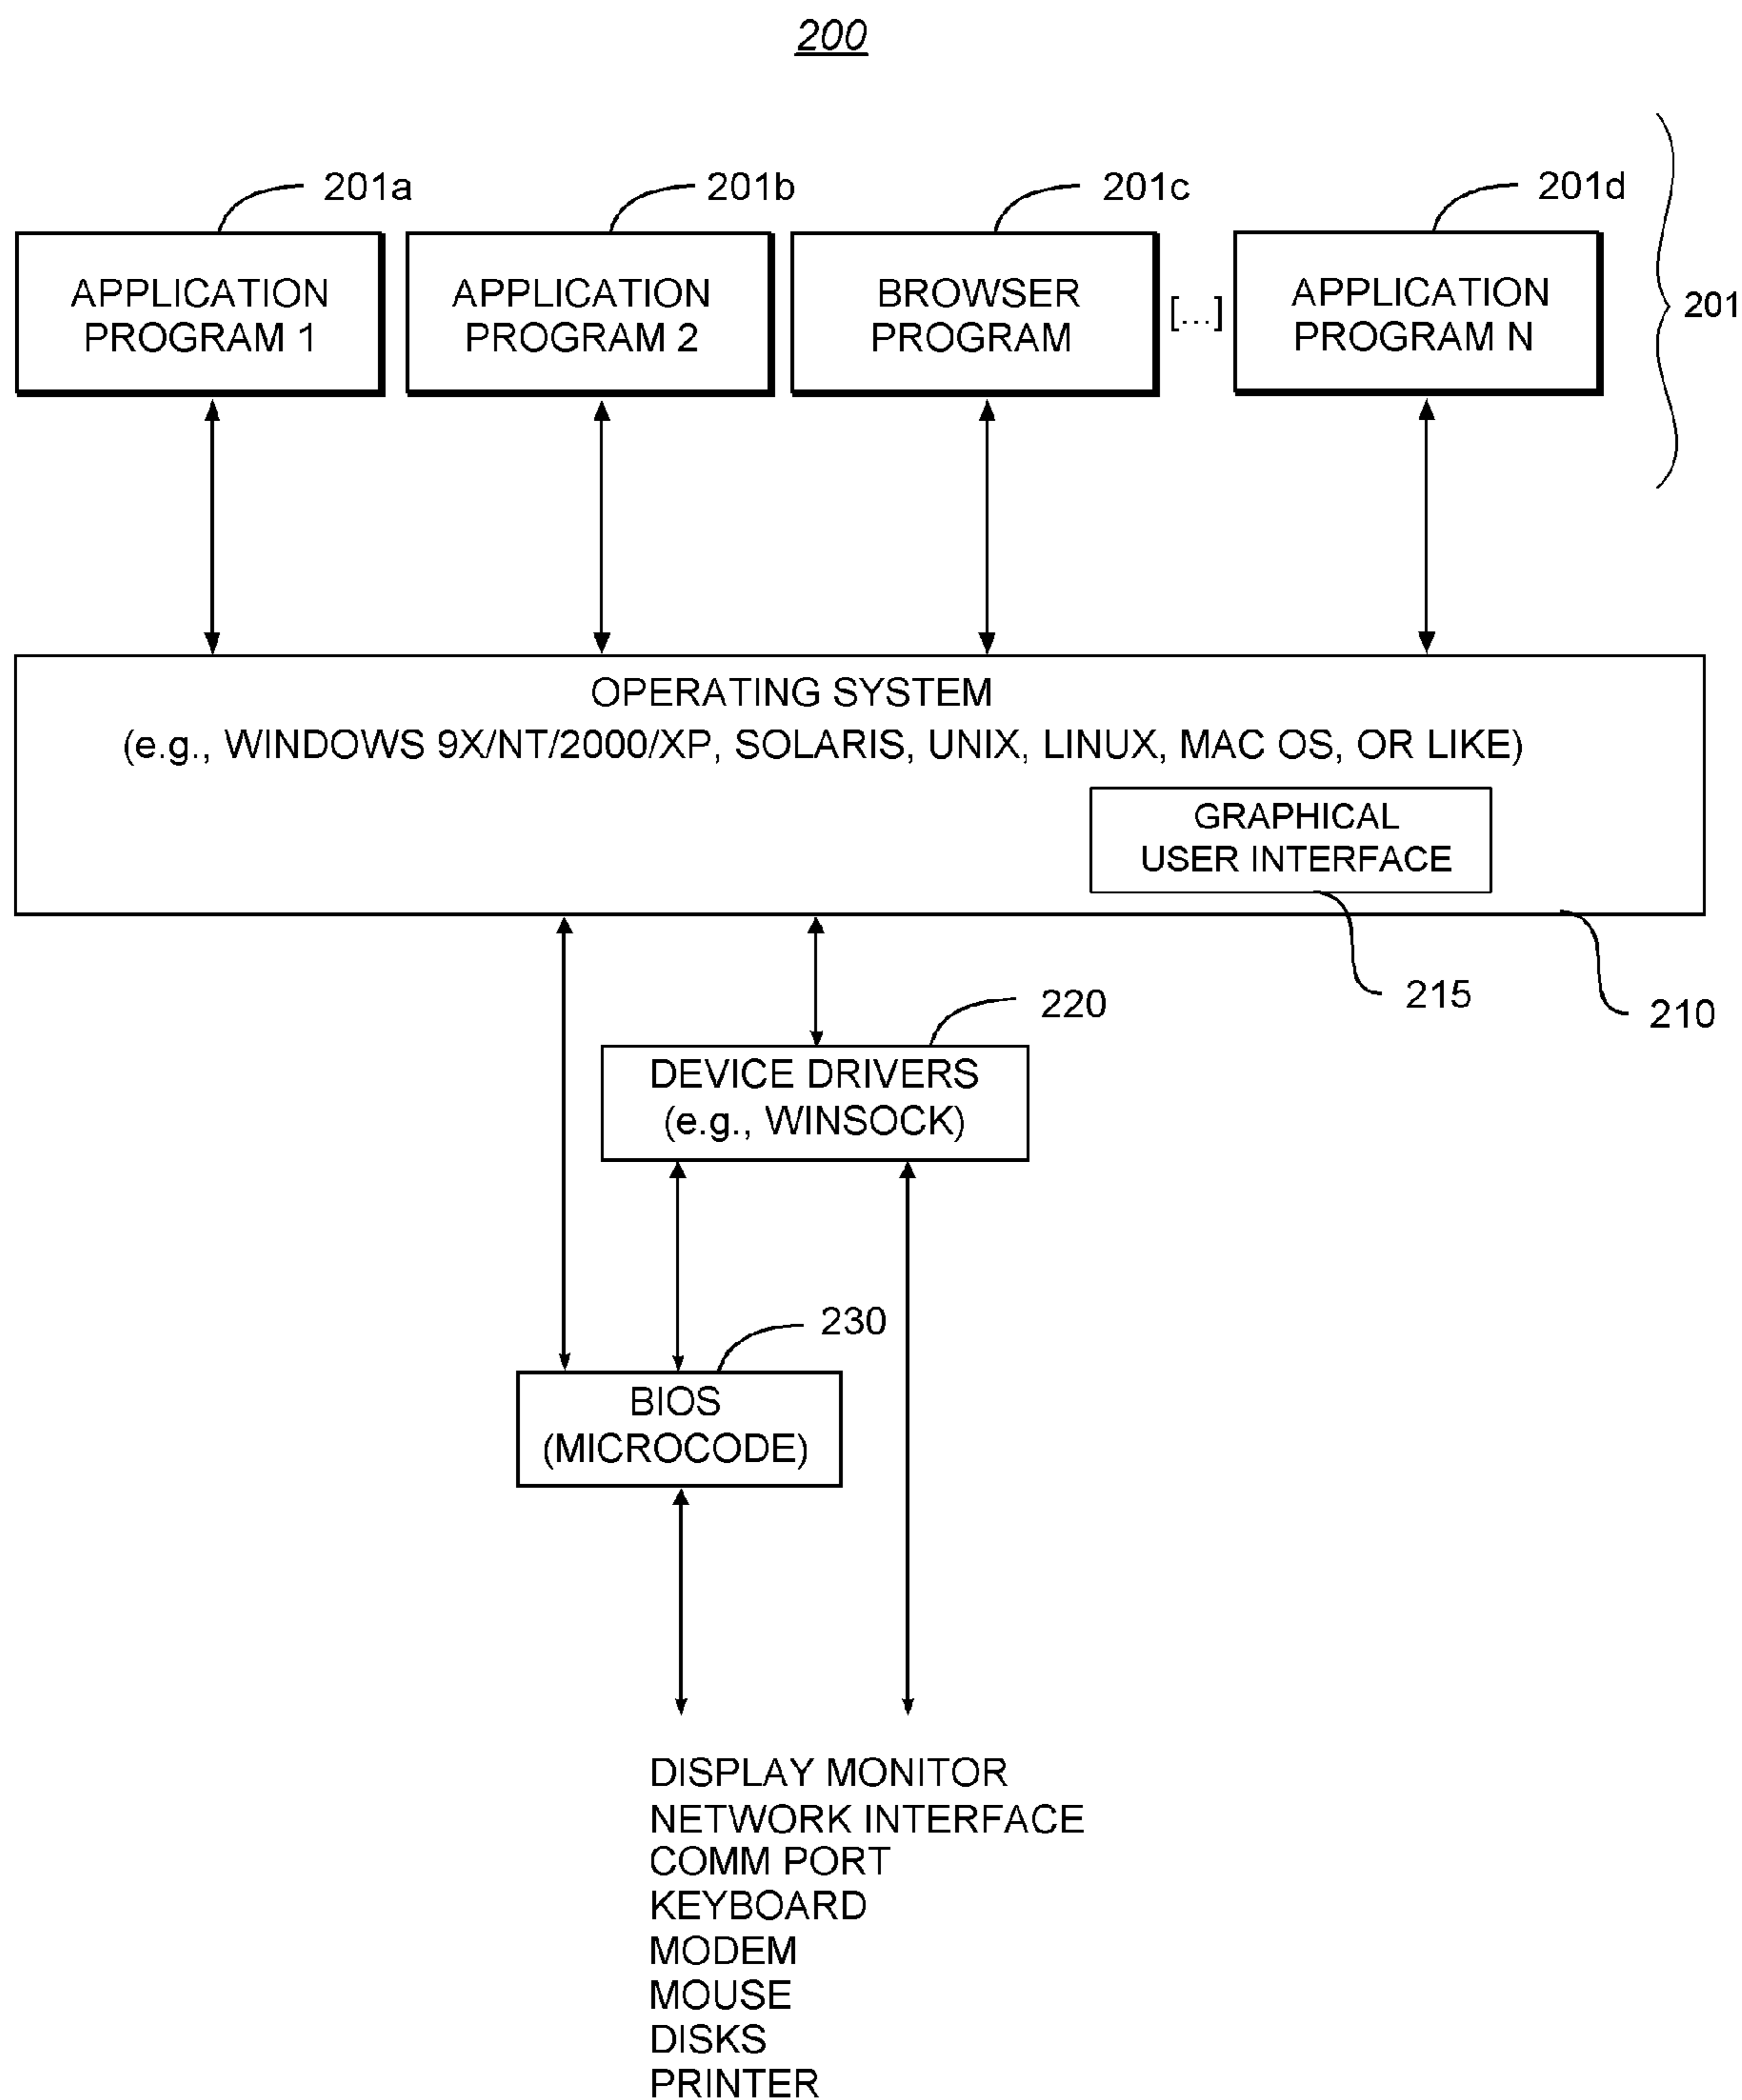 200
201a
201b
201c
201d
APPLICATION
PROGRAM 1
APPLICATION
PROGRAM 2
BROWSER
PROGRAM
[...]
APPLICATION
PROGRAM N
201
OPERATING SYSTEM
(e.g., WINDOWS 9X/NT/2000/XP, SOLARIS, UNIX, LINUX, MAC OS, OR LIKE)
GRAPHICAL
USER INTERFACE
215
210
220
DEVICE DRIVERS
(e.g., WINSOCK)
230
BIOS
(MICROCODE)
DISPLAY MONITOR
NETWORK INTERFACE
COMM PORT
KEYBOARD
MODEM
MOUSE
DISKS
PRINTER